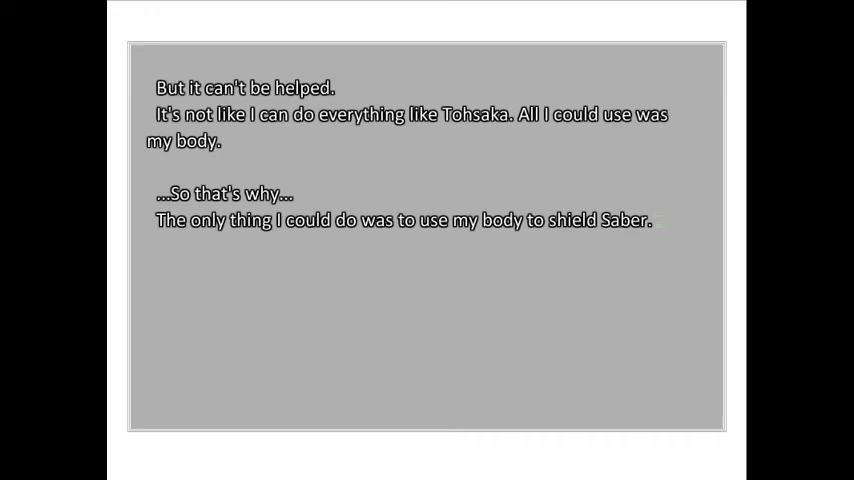 But it can't be helped.
It's not like I can do everything like Tohsaka. All I could use was
my body.
...So that's why...
The only thing I could do was to use my body to shield Saber.